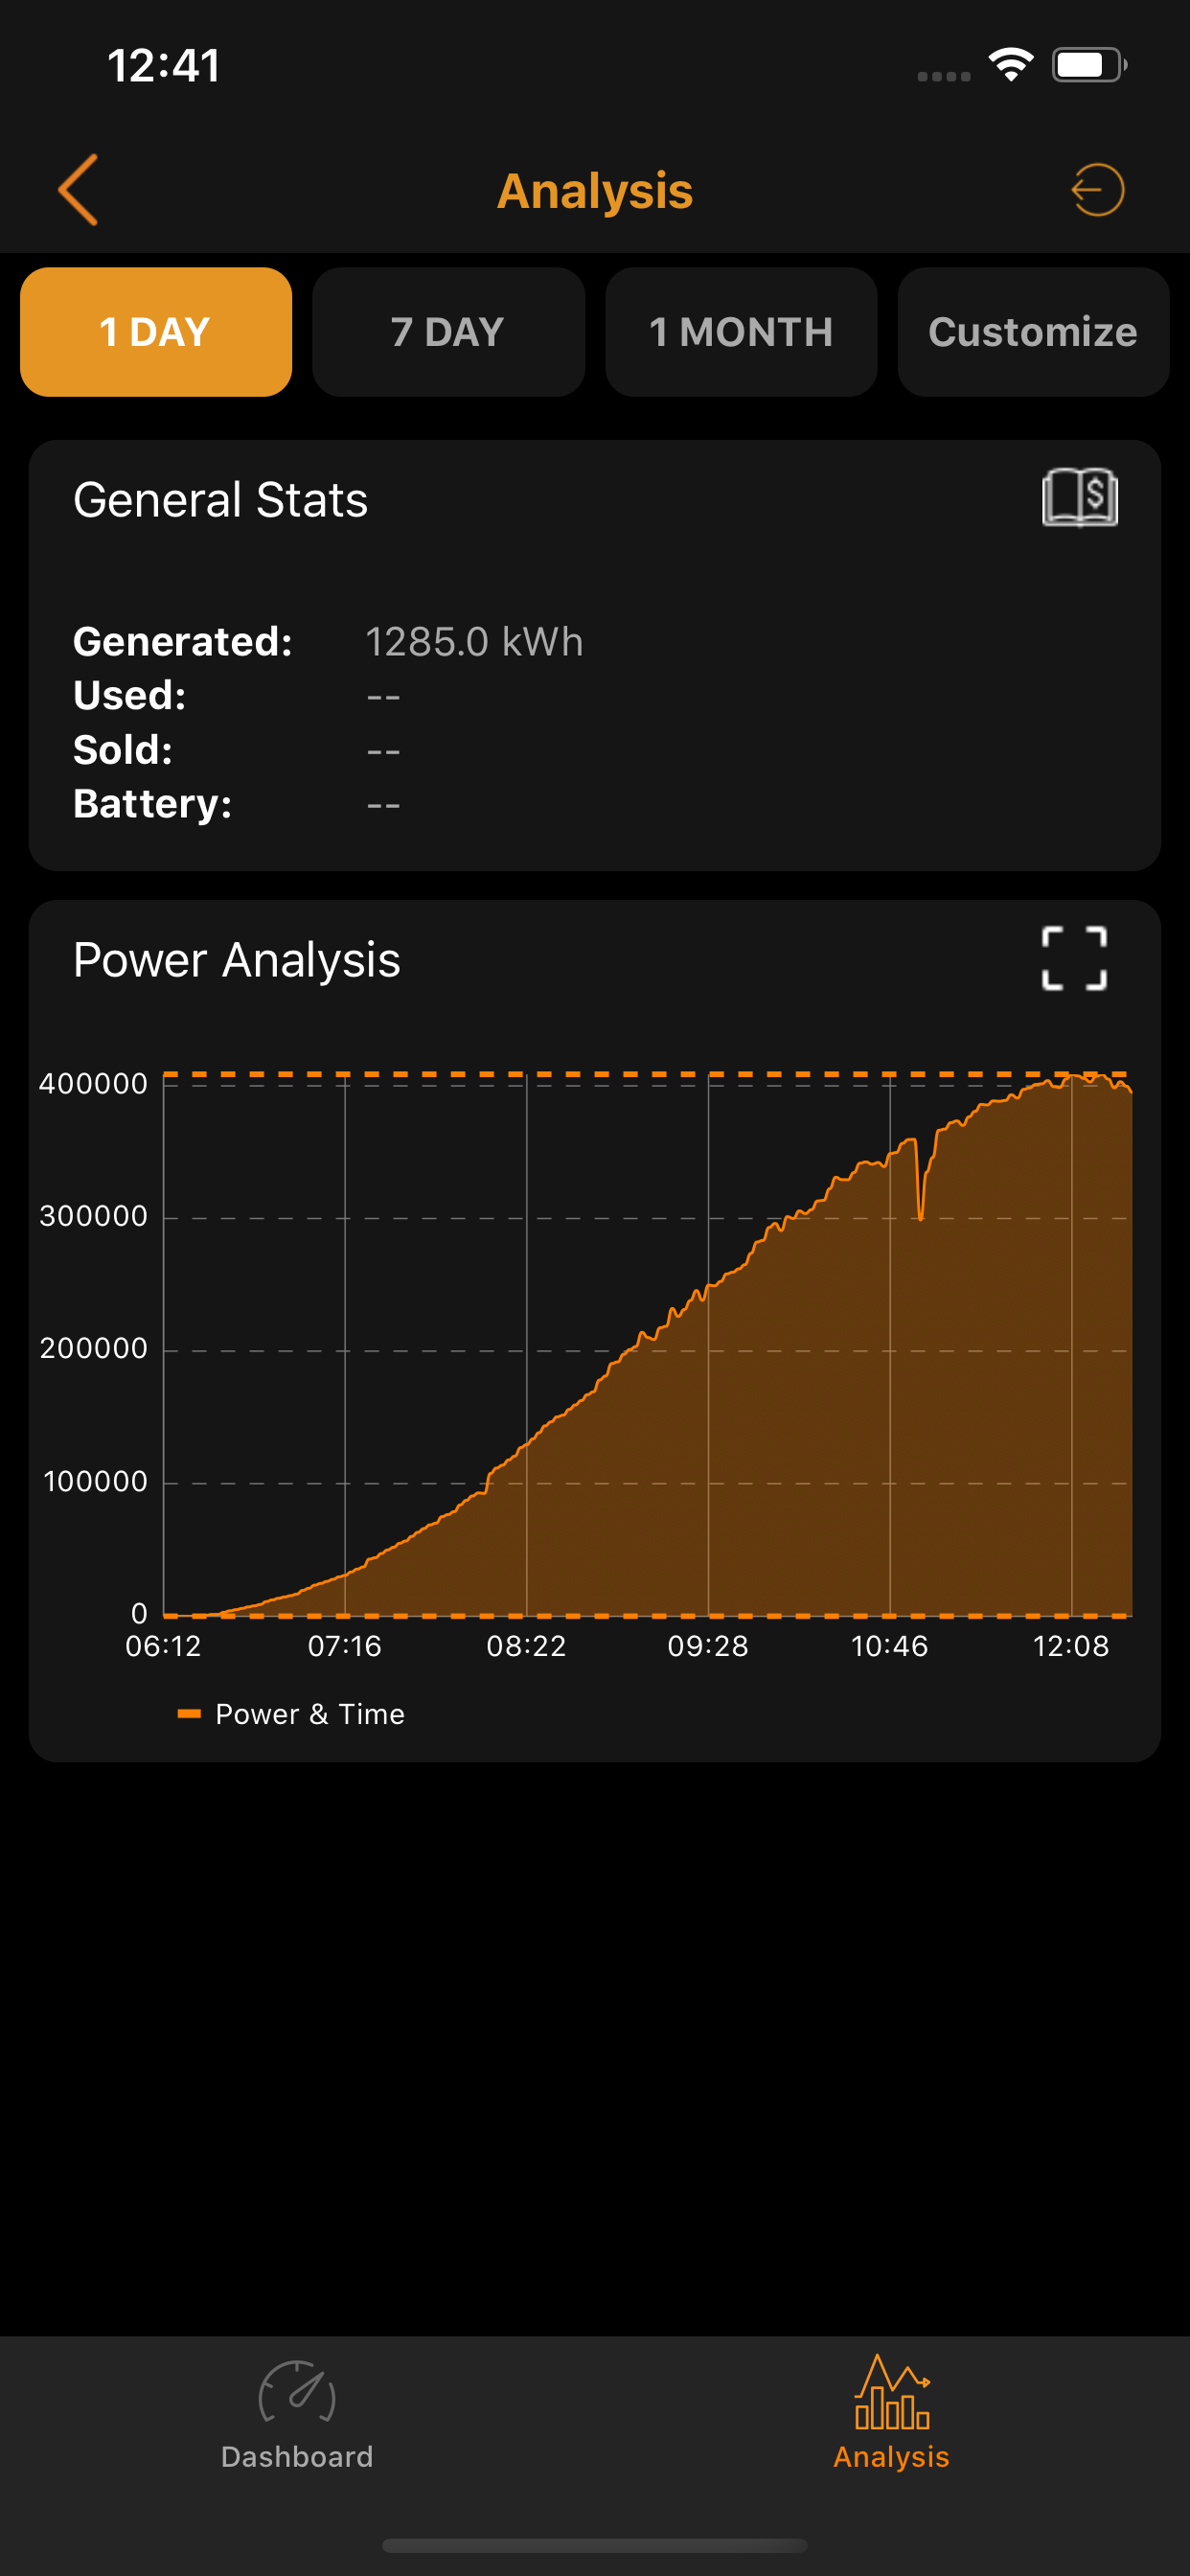 12:41
Analysis
1 DAY 7 DAY 1 MONTH Customize
General Stats
$
Generated: 1285.0 kWh
Used: --
Sold: --
Battery: --
Power Analysis
400000
300000
200000
100000
0
06:12 07:16 08:22 09:28 10:46 12:08
Power & Time
Dashboard Analysis